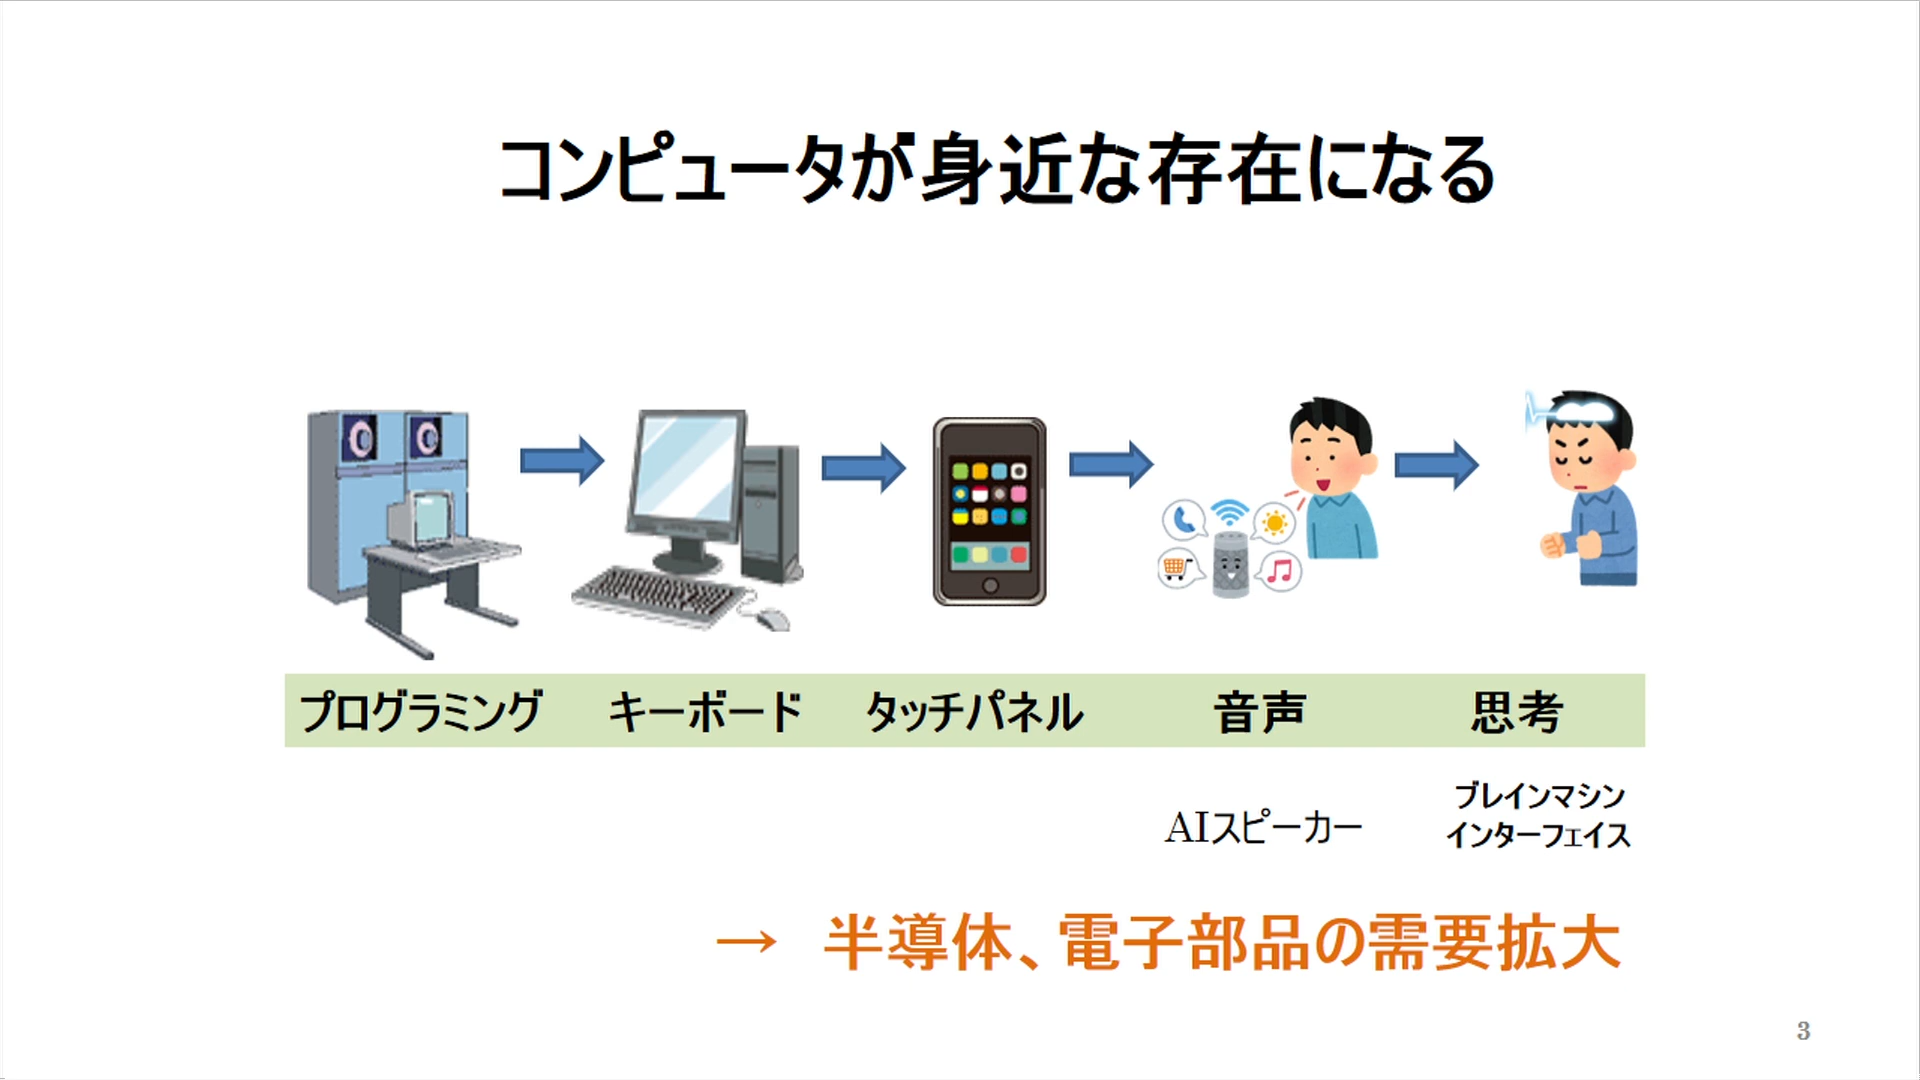 コンピュータが身近な存在になる
プログラミング キーボード タッチパネル 音声 思考
AIスピーカー
ブレインマシン
インターフェイス
→ 半導体、電子部品の需要拡大
3